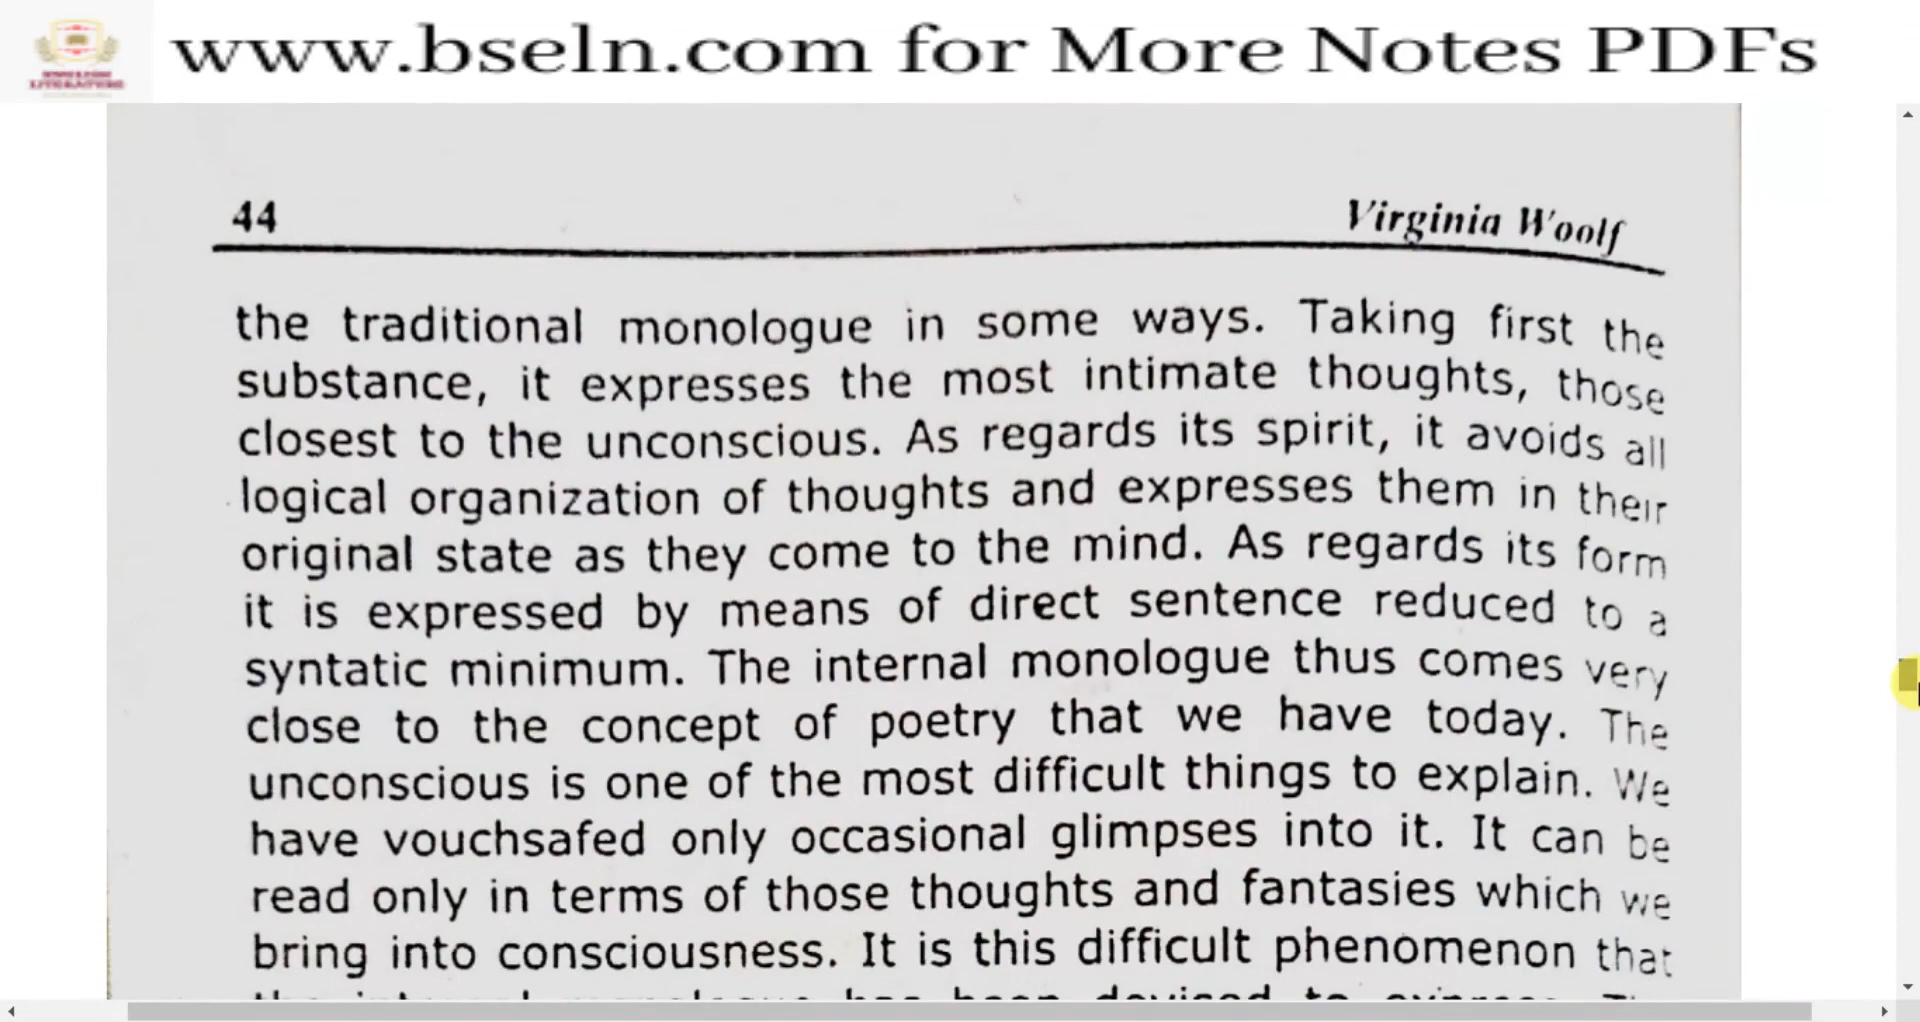 www.bseln.com for More Notes PDFs
44
Virginia Woolf
the traditional monologue in some ways. Taking first the
substance, it expresses the most intimate thoughts, those
closest to the unconscious. As regards its spirit, it avoids all
logical organization of thoughts and expresses them in their
original state as they come to the mind. As regards its form
it is expressed by means of direct sentence reduced to a
syntatic minimum. The internal monologue thus comes very
close to the concept of poetry that we have today. The
unconscious is one of the most difficult things to explain. We
have vouchsafed only occasional glimpses into it. It can be
read only in terms of those thoughts and fantasies which we
bring into consciousness. It is this difficult phenomenon that